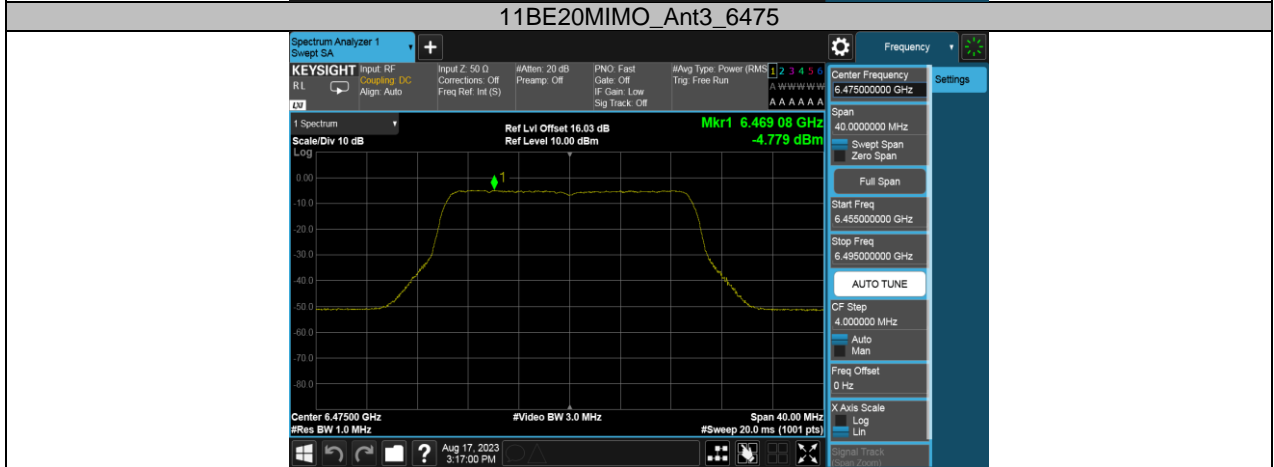 11BE20MIMO_Ant3_6475
Spectrum Analyzer 1
Swept SA
Frequency
KEYSIGHT
RL
LXI
Input: RF
Coupling: DC
Align: Auto
Input Z: 50 Ω
Corrections: Off
Freq Ref: Int (S)
#Atten: 20 dB
Preamp: Off
PNO: Fast
Gate: Off
IF Gain: Low
Sig Track: Off
#Avg Type: Power (RMS
Trig: Free Run
1 2 3 4 5 6
A W W W W W
A A A A A A
1 Spectrum
Scale/Div 10 dB
Log
Ref Lvl Offset 16.03 dB
Ref Level 10.00 dBm
Mkr1 6.469 08 GHz
-4.779 dBm
1
0.00
-10.0
-20.0
-30.0
-40.0
-50.0
-60.0
-70.0
-80.0
Center 6.47500 GHz
#Res BW 1.0 MHz
#Video BW 3.0 MHz
Span 40.00 MHz
#Sweep 20.0 ms (1001 pts)
Aug 17, 2023
3:17:00 PM
Center Frequency
6.475000000 GHz
Settings
Span
40.0000000 MHz
Swept Span
Zero Span
Full Span
Start Freq
6.455000000 GHz
Stop Freq
6.495000000 GHz
AUTO TUNE
CF Step
4.000000 MHz
Auto
Man
Freq Offset
0 Hz
X Axis Scale
Log
Lin
Signal Track
(Span Zoom)